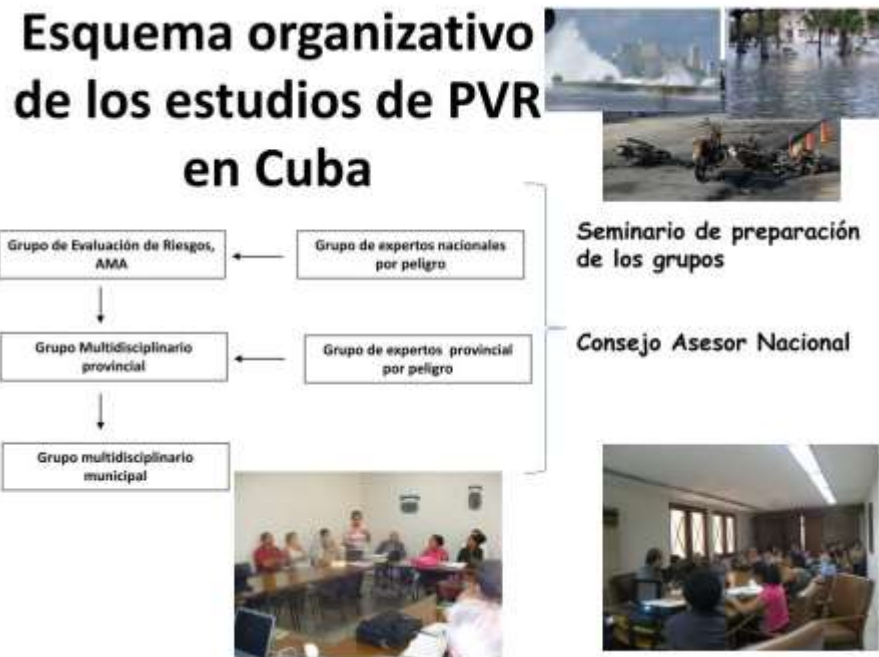 Esquema organizativo
de los estudios de PVR
en Cuba
Grupo de Evaluación de Riesgos,
AMA
Grupo de expertos nacionales
por peligro
Grupo Multidisciplinario
provincial
Grupo de expertos provincial
por peligro
Grupo multidisciplinario
municipal
Seminario de preparación
de los grupos
Consejo Asesor Nacional